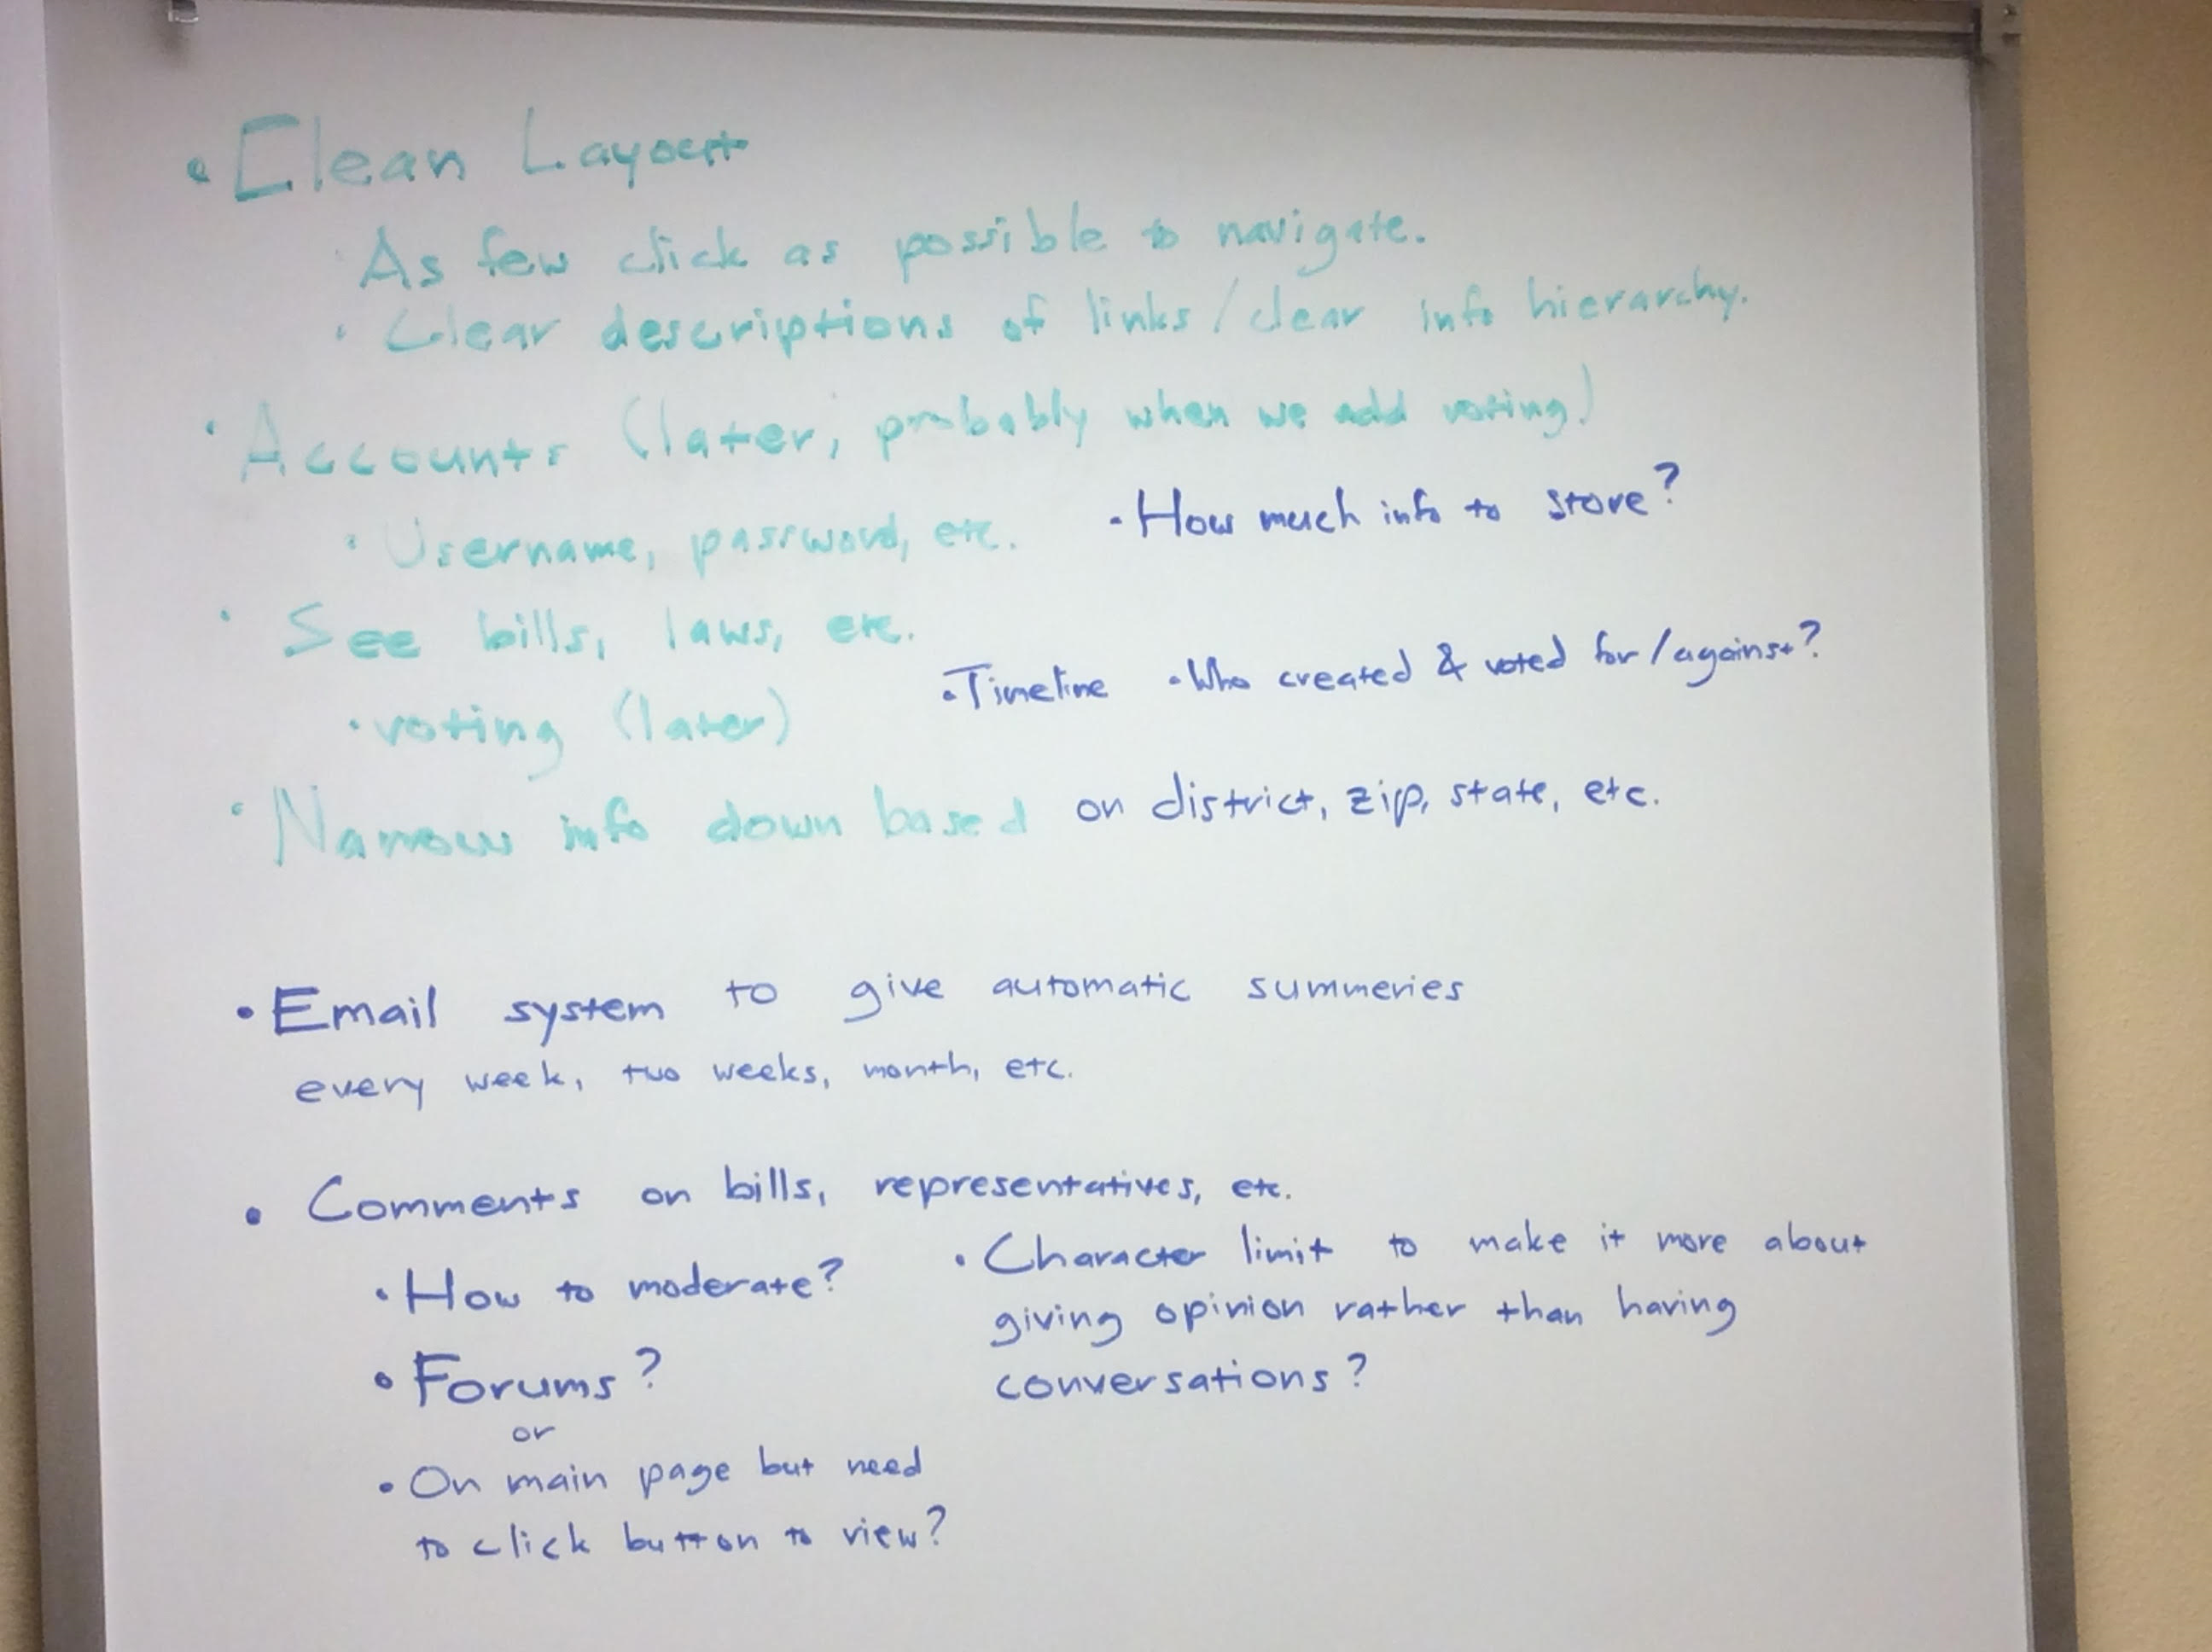 • Clean Layout
• As few click as possible to navigate.
• Clear descriptions of links/clear info hierarchy.
• Accounts (later, probably when we add voting)
• Username, password, etc. • How much info to store?
• See bills, laws, etc.
• Timeline • Who created & voted for/against?
• voting (later)
• Narrow info down based on district, zip, state, etc.
• Email system to give automatic summeries
every week, two weeks, month, etc.
• Comments on bills, representatives, etc.
• How to moderate?
• Forums?
or
• On main page but need
to click button to view?
• Character limit to make it more about
giving opinion rather than having
conversations?